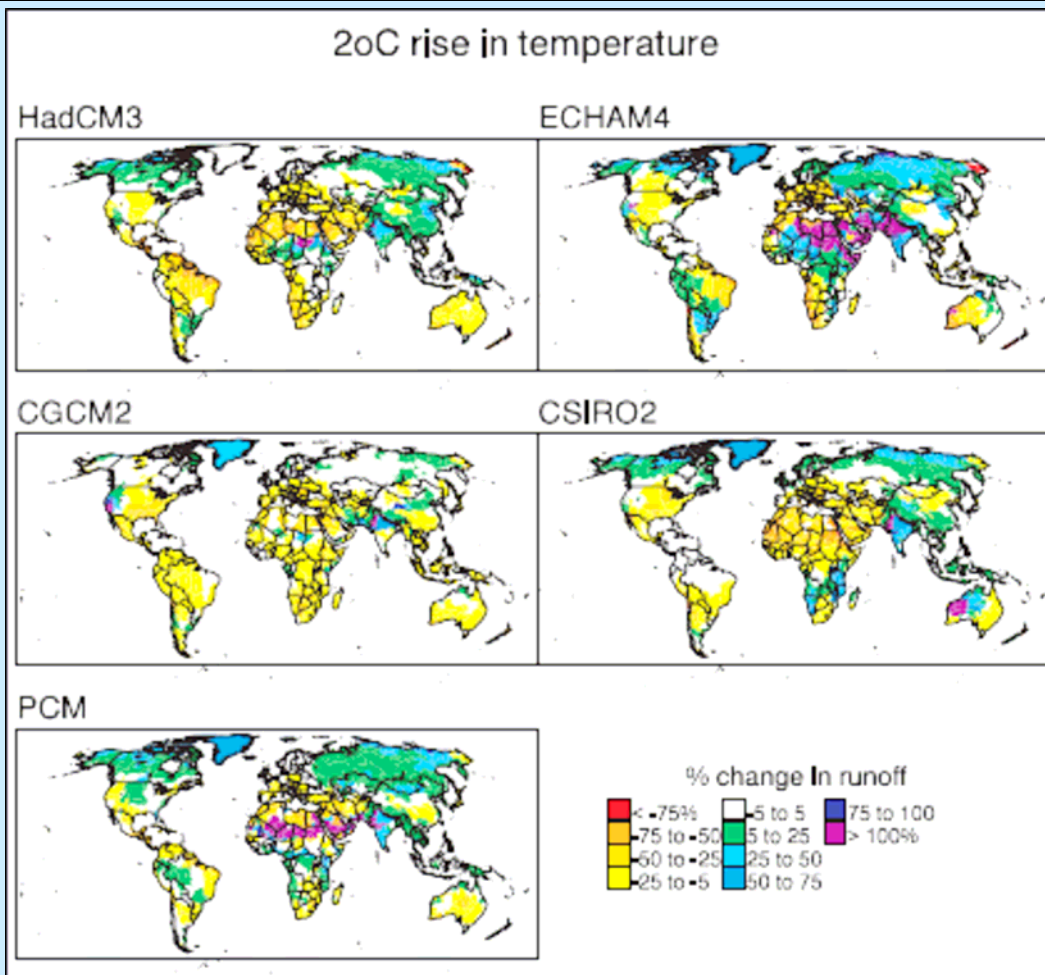 2oC rise in temperature
HadCM3
ECHAM4
CGCM2
CSIRO2
PCM
% change in runoff
< -75%
-75 to -50
-50 to -25
-25 to -5
-5 to 5
5 to 25
25 to 50
50 to 75
75 to 100
> 100%